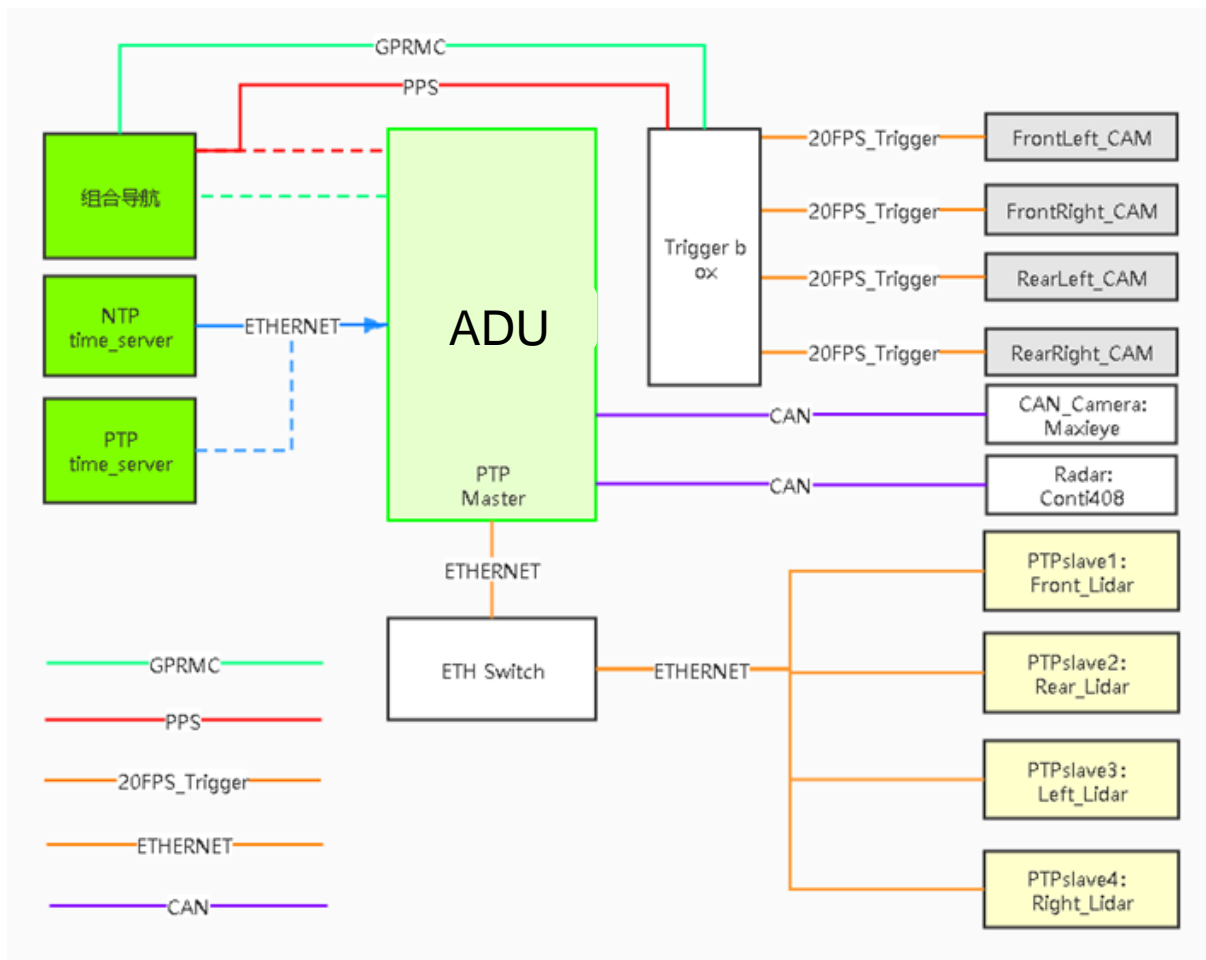 GPRMC
PPS
组合导航
NTP
time_server
PTP
time_server
ETHERNET
ADU
PTP
Master
Trigger b
ox
20FPS_Trigger
FrontLeft_CAM
20FPS_Trigger
FrontRight_CAM
20FPS_Trigger
RearLeft_CAM
20FPS_Trigger
RearRight_CAM
CAN
CAN_Camera:
Maxieye
CAN
Radar:
Conti408
ETHERNET
ETH Switch
ETHERNET
PTPslave1:
Front_Lidar
PTPslave2:
Rear_Lidar
PTPslave3:
Left_Lidar
PTPslave4:
Right_Lidar
GPRMC
PPS
20FPS_Trigger
ETHERNET
CAN